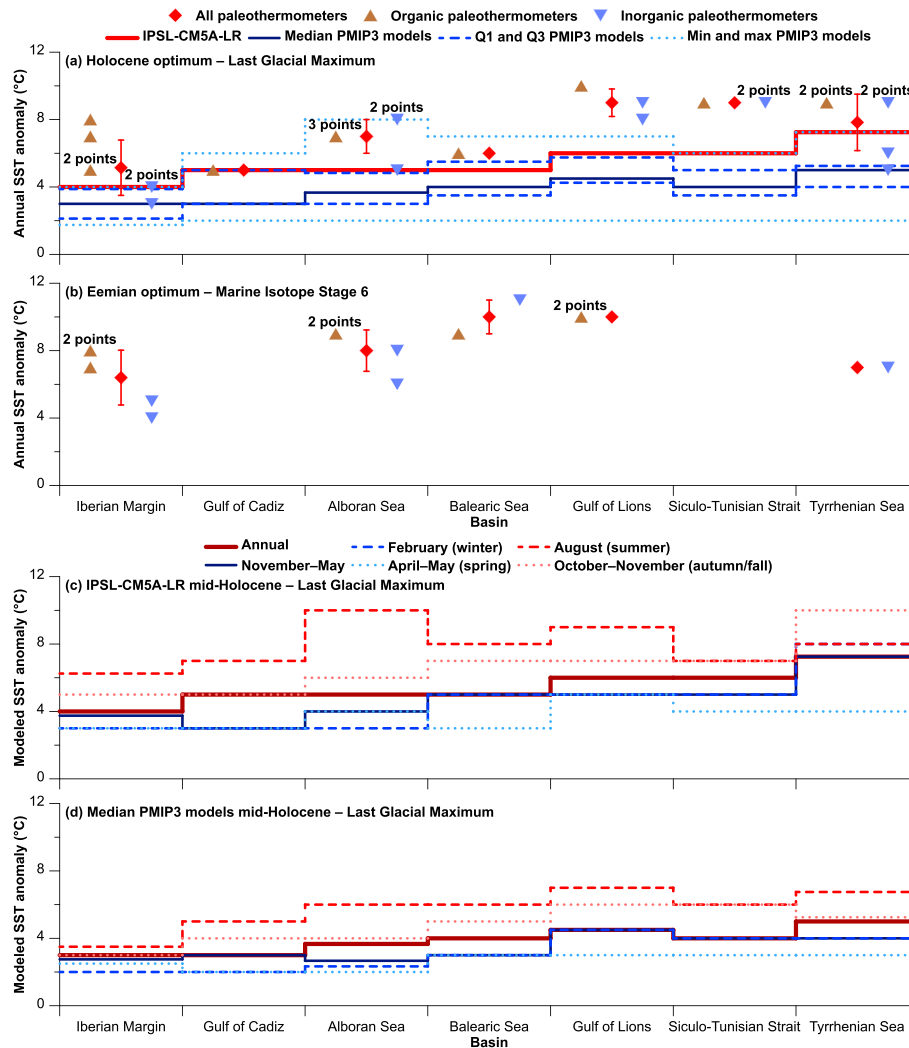 All paleothermometers Organic paleothermometers Inorganic paleothermometers
IPSL-CM5A-LR Median PMIP3 models Q1 and Q3 PMIP3 models Min and max PMIP3 models
12
(a) Holocene optimum – Last Glacial Maximum
2 points
2 points 2 points 2 points
3 points
8
2 points
2 points
4
0
Annual SST anomaly (°C)
12
(b) Eemian optimum – Marine Isotope Stage 6
2 points
2 points
2 points
8
4
0
Annual SST anomaly (°C)
Iberian Margin Gulf of Cadiz Alboran Sea Balearic Sea Gulf of Lions Siculo-Tunisian Strait Tyrrhenian Sea
Basin
Annual February (winter) August (summer)
November–May April–May (spring) October–November (autumn/fall)
12
(c) IPSL-CM5A-LR mid-Holocene – Last Glacial Maximum
8
4
0
Modeled SST anomaly (°C)
12
(d) Median PMIP3 models mid-Holocene – Last Glacial Maximum
8
4
0
Modeled SST anomaly (°C)
Iberian Margin Gulf of Cadiz Alboran Sea Balearic Sea Gulf of Lions Siculo-Tunisian Strait Tyrrhenian Sea
Basin